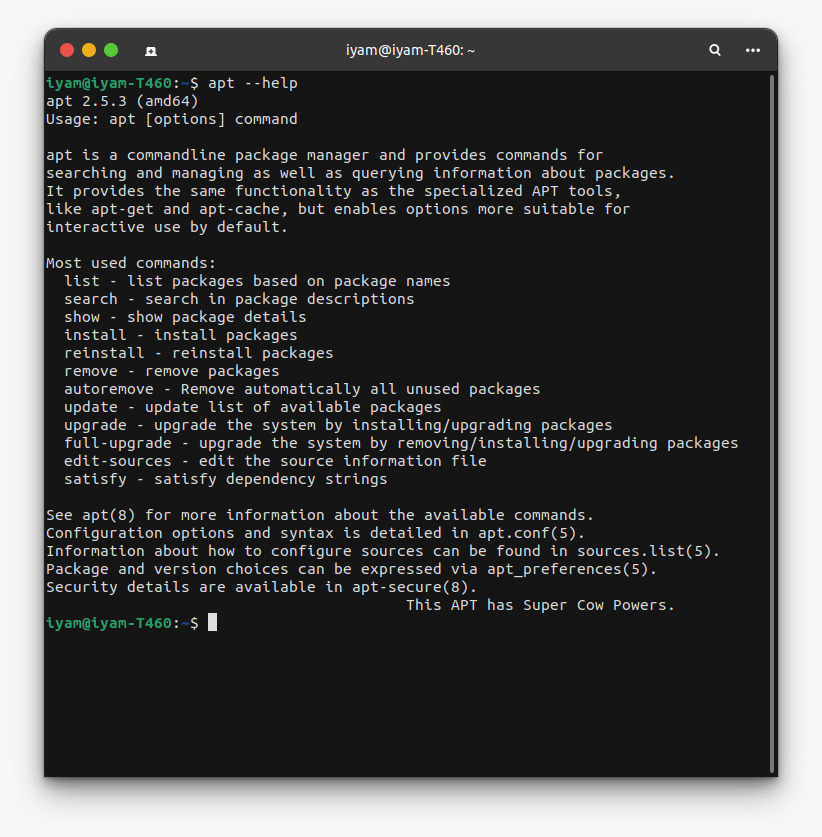 iyam@iyam-T460: ~
iyam@iyam-T460:~$ apt --help
apt 2.5.3 (amd64)
Usage: apt [options] command

apt is a commandline package manager and provides commands for
searching and managing as well as querying information about packages.
It provides the same functionality as the specialized APT tools,
like apt-get and apt-cache, but enables options more suitable for
interactive use by default.

Most used commands:
  list - list packages based on package names
  search - search in package descriptions
  show - show package details
  install - install packages
  reinstall - reinstall packages
  remove - remove packages
  autoremove - Remove automatically all unused packages
  update - update list of available packages
  upgrade - upgrade the system by installing/upgrading packages
  full-upgrade - upgrade the system by removing/installing/upgrading packages
  edit-sources - edit the source information file
  satisfy - satisfy dependency strings

See apt(8) for more information about the available commands.
Configuration options and syntax is detailed in apt.conf(5).
Information about how to configure sources can be found in sources.list(5).
Package and version choices can be expressed via apt_preferences(5).
Security details are available in apt-secure(8).
                                        This APT has Super Cow Powers.
iyam@iyam-T460:~$